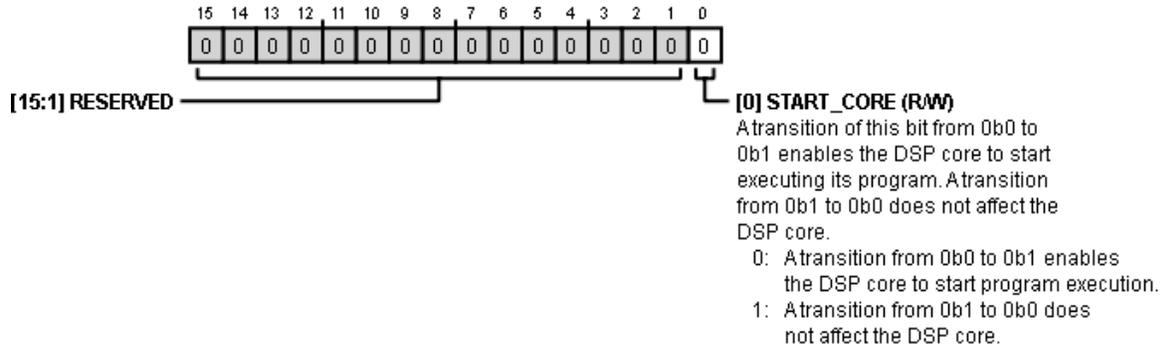 15 14 13 12 11 10 9 8 7 6 5 4 3 2 1 0
0 0 0 0 0 0 0 0 0 0 0 0 0 0 0 0
[15:1] RESERVED
[0] START_CORE (R/W)
A transition of this bit from 0b0 to
0b1 enables the DSP core to start
executing its program. A transition
from 0b1 to 0b0 does not affect the
DSP core.
0: A transition from 0b0 to 0b1 enables
the DSP core to start program execution.
1: A transition from 0b1 to 0b0 does
not affect the DSP core.